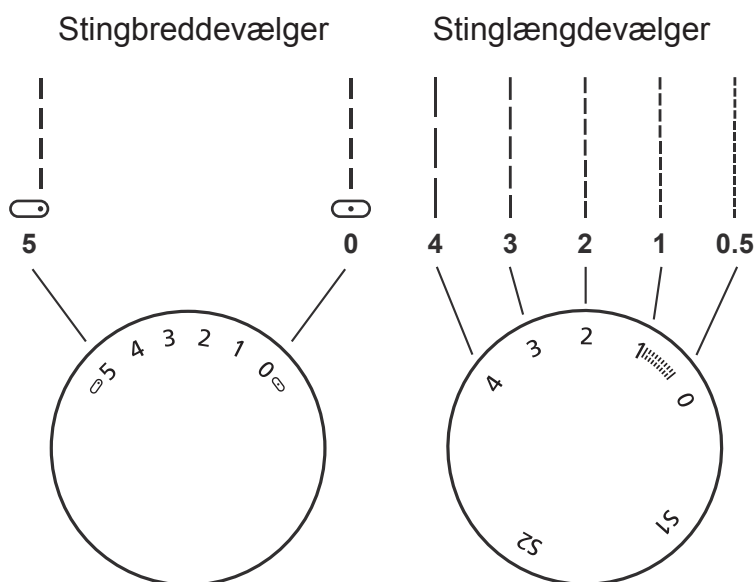 Stingbreddevælger
Stinglængdevælger
5 0
4 3 2 1 0.5
5 4 3 2 1 0
4 3 2 1 0
S2 S1